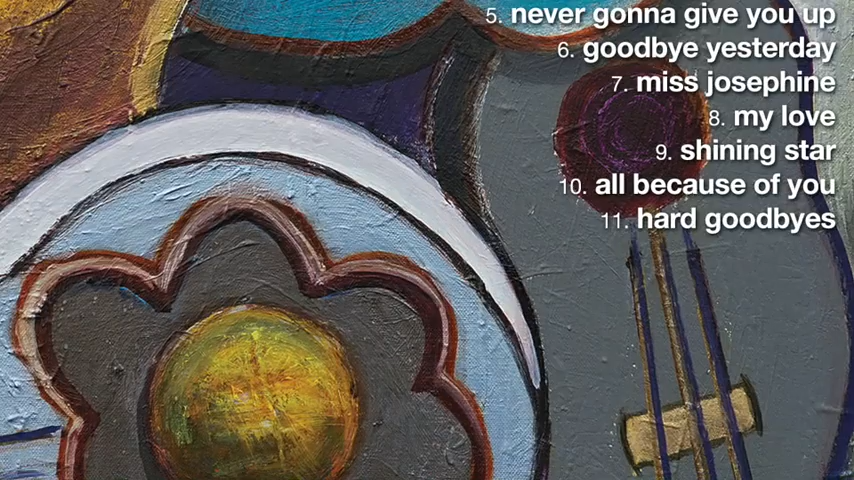 5. never gonna give you up
6. goodbye yesterday
7. miss josephine
8. my love
9. shining star
10. all because of you
11. hard goodbyes